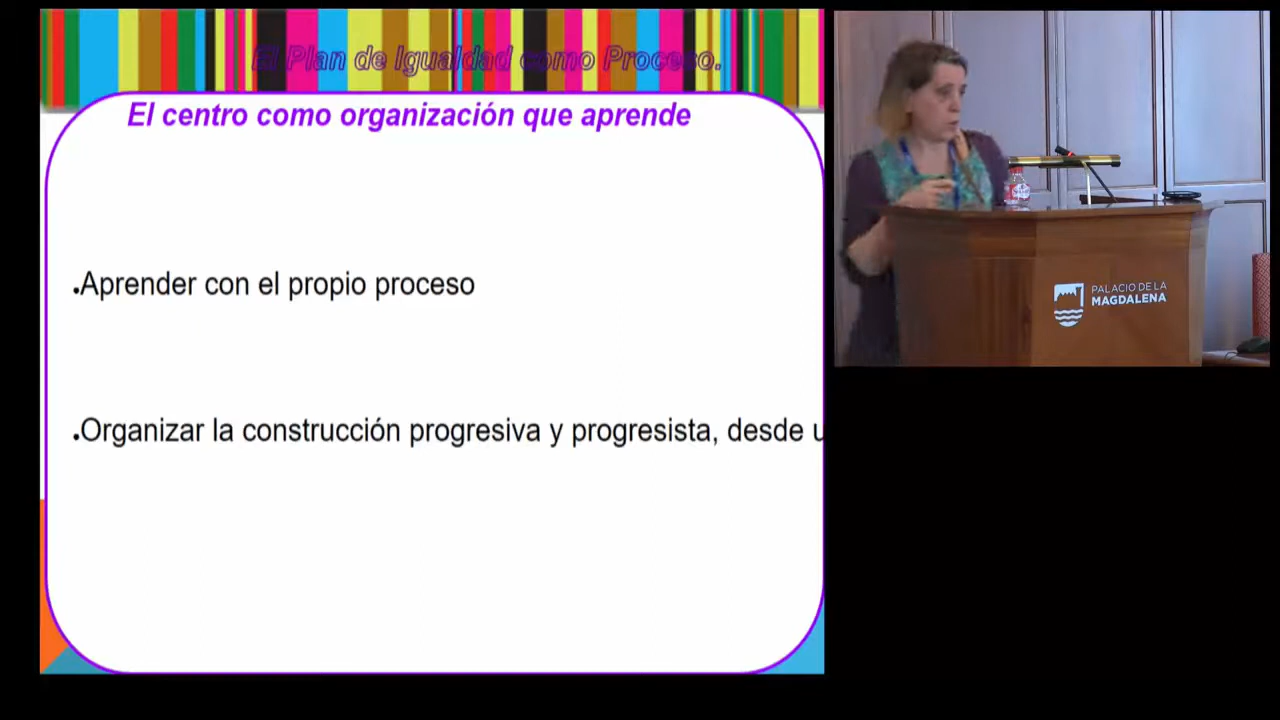 El Plan de Igualdad como Proceso.
El centro como organización que aprende
.Aprender con el propio proceso
.Organizar la construcción progresiva y progresista, desde u
PALACIO DE LA
MAGDALENA